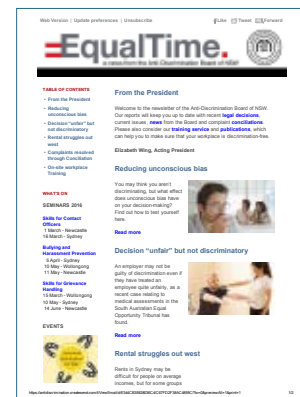 Web Version | Update preferences | Unsubscribe
Like
Tweet
Forward
=EqualTime.
a news from the Anti-Discrimination Board of NSW
TABLE OF CONTENTS
From the President
Reducing
unconscious bias
Decision "unfair" but
not discriminatory
Rental struggles out
west
Complaints resolved
through Conciliation
On-site workplace
Training
WHAT'S ON
SEMINARS 2016
Skills for Contact
Officers
1 March - Newcastle
16 March - Sydney
Bullying and
Harassment Prevention
5 April - Sydney
10 May - Wollongong
11 May - Newcastle
Skills for Grievance
Handling
15 March - Wollongong
10 May - Sydney
14 June - Newcastle
EVENTS
From the President
Welcome to the newsletter of the Anti-Discrimination Board of NSW.
Our reports will keep you up to date with recent legal decisions,
current issues, news from the Board and complaint conciliations.
Please also consider our training service and publications, which
can help you to make sure that your workplace is discrimination-free.
Elizabeth Wing, Acting President
Reducing unconscious bias
You may think you aren't
discriminating, but what effect
does unconscious bias have
on your decision-making?
Find out how to test yourself
here.
Read more
Decision "unfair" but not discriminatory
An employer may not be
guilty of discrimination even if
they have treated an
employee quite unfairly, as a
recent case relating to
medical assessments in the
South Australian Equal
Opportunity Tribunal has
found.
Read more
Rental struggles out west
Rents in Sydney may be
difficult for people on average
incomes, but for some groups
1/2